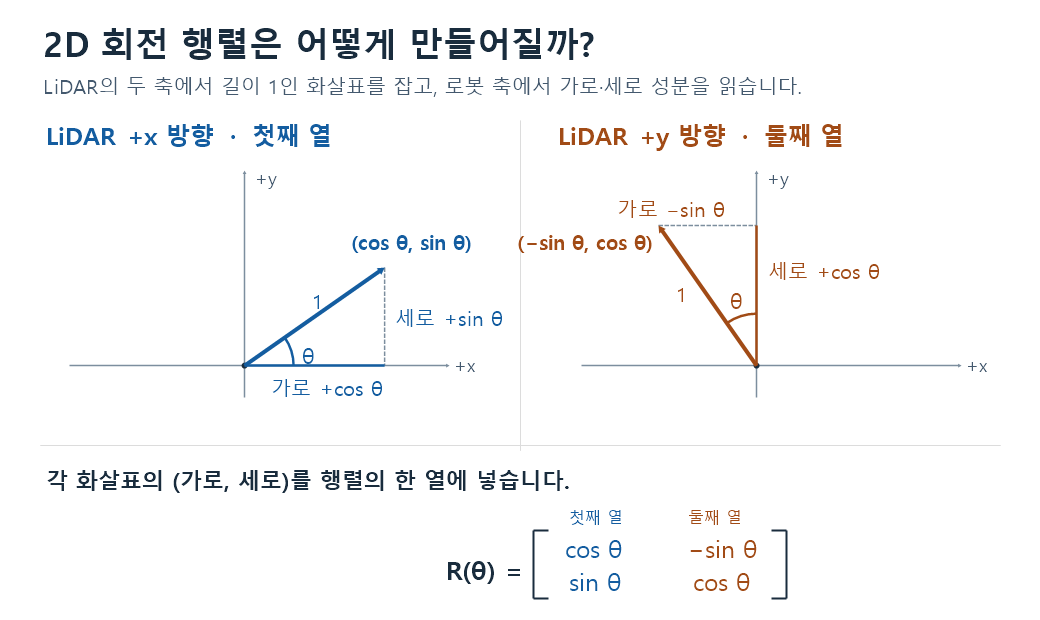 2D 회전 행렬은 어떻게 만들어질까?
LiDAR의 두 축에서 길이 1인 화살표를 잡고, 로봇 축에서 가로·세로 성분을 읽습니다.
LiDAR +x 방향 · 첫째 열
+y
(cos θ, sin θ)
1
세로 +sin θ
θ
+x
가로 +cos θ
LiDAR +y 방향 · 둘째 열
+y
가로 −sin θ
(−sin θ, cos θ)
세로 +cos θ
1
θ
+x
각 화살표의 (가로, 세로)를 행렬의 한 열에 넣습니다.
첫째 열 둘째 열
cos θ −sin θ
R(θ) =
sin θ cos θ